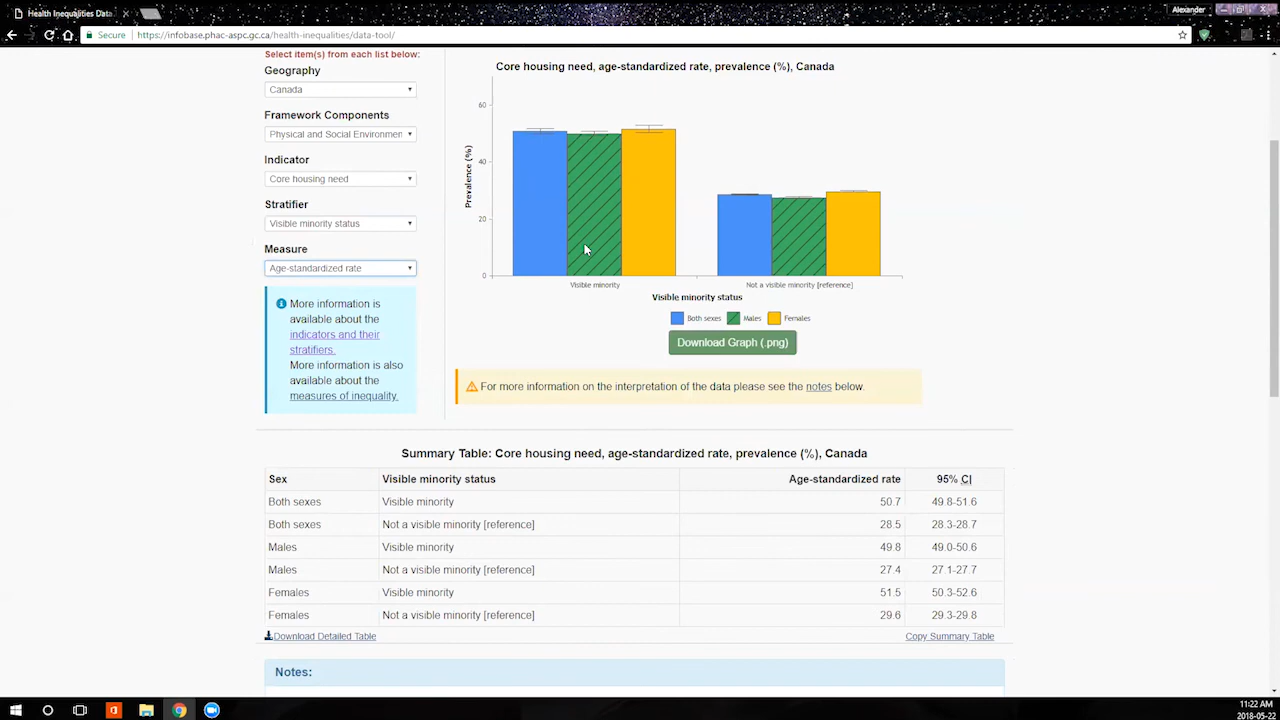 Health Inequalities Data
Alexander
Secure
https://infobase.phac-aspc.gc.ca/health-inequalities/data-tool/
Select item(s) from each list below:
Geography
Canada
Framework Components
Physical and Social Environmen
Indicator
Core housing need
Stratifier
Visible minority status
Measure
Age-standardized rate
More information is
available about the
indicators and their
stratifiers.
More information is also
available about the
measures of inequality.
Core housing need, age-standardized rate, prevalence (%), Canada
Prevalence (%)
60
40
20
0
Visible minority
Not a visible minority [reference]
Visible minority status
Both sexes Males Females
Download Graph (.png)
For more information on the interpretation of the data please see the notes below.
Summary Table: Core housing need, age-standardized rate, prevalence (%), Canada
Sex Visible minority status Age-standardized rate 95% CI
Both sexes Visible minority 50.7 49.8-51.6
Both sexes Not a visible minority [reference] 28.5 28.3-28.7
Males Visible minority 49.8 49.0-50.6
Males Not a visible minority [reference] 27.4 27.1-27.7
Females Visible minority 51.5 50.3-52.6
Females Not a visible minority [reference] 29.6 29.3-29.8
Download Detailed Table
Copy Summary Table
Notes:
11:22 AM
2018-05-22